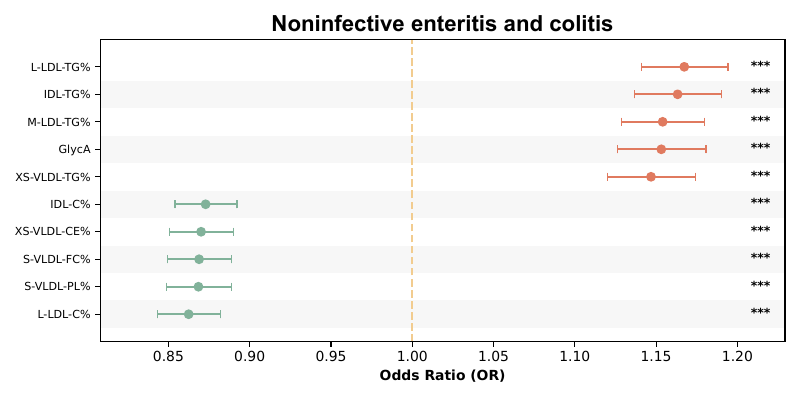 Noninfective enteritis and colitis
L-LDL-TG% ***
IDL-TG% ***
M-LDL-TG% ***
GlycA ***
XS-VLDL-TG% ***
IDL-C% ***
XS-VLDL-CE% ***
S-VLDL-FC% ***
S-VLDL-PL% ***
L-LDL-C% ***
0.85 0.90 0.95 1.00 1.05 1.10 1.15 1.20
Odds Ratio (OR)